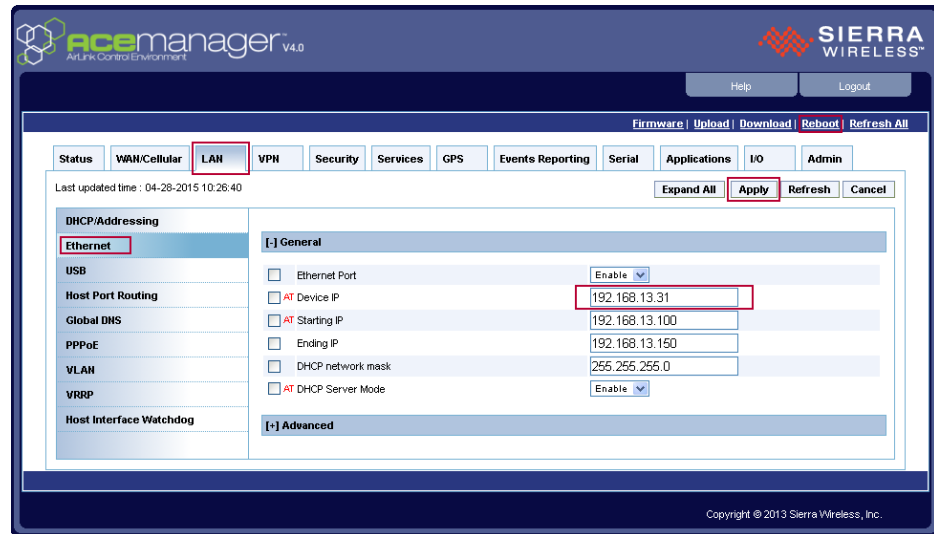 ACEmanager™ V4.0
AirLink Control Environment
SIERRA WIRELESS™
Help Logout
Firmware | Upload | Download | Reboot | Refresh All
Status WAN/Cellular LAN VPN Security Services GPS Events Reporting Serial Applications I/O Admin
Last updated time : 04-28-2015 10:26:40
Expand All Apply Refresh Cancel
DHCP/Addressing
Ethernet
USB
Host Port Routing
Global DNS
PPPoE
VLAN
VRRP
Host Interface Watchdog
[-] General
Ethernet Port Enable
AT Device IP 192.168.13.31
AT Starting IP 192.168.13.100
Ending IP 192.168.13.150
DHCP network mask 255.255.255.0
AT DHCP Server Mode Enable
[+] Advanced
Copyright © 2013 Sierra Wireless, Inc.